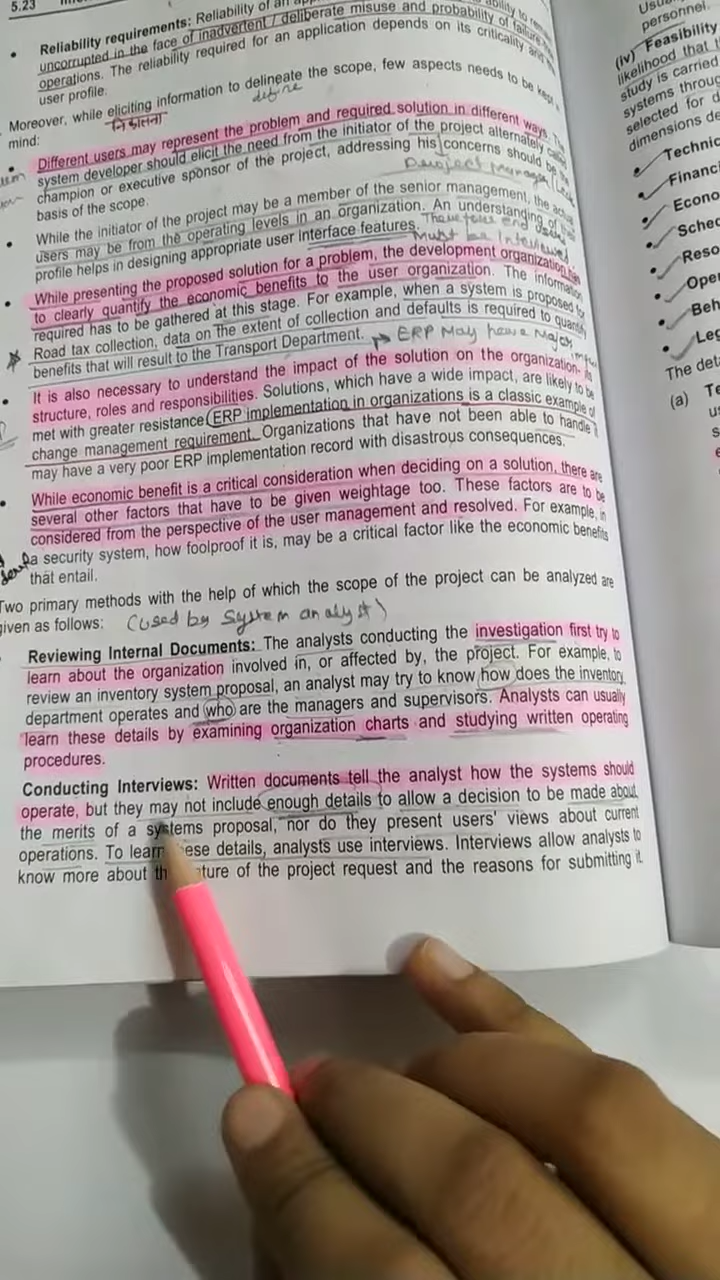 5.23
• Reliability requirements: Reliability of an
uncorrupted in the face of inadvertent / deliberate misuse and probability of failure
operations. The reliability required for an application depends on its criticality and the
user profile.
Moreover, while eliciting information to delineate the scope, few aspects needs to be kept
define
निकालना
mind:
• Different users may represent the problem and required solution in different ways. The
system developer should elicit the need from the initiator of the project alternately called
champion or executive sponsor of the project, addressing his concerns should be the
basis of the scope.
Project manager
• While the initiator of the project may be a member of the senior management, the actual
users may be from the operating levels in an organization. An understanding of their
profile helps in designing appropriate user interface features.
Therefore end users
Must be Interviewed
• While presenting the proposed solution for a problem, the development organization has
to clearly quantify the economic benefits to the user organization. The information
required has to be gathered at this stage. For example, when a system is proposed for
Road tax collection, data on the extent of collection and defaults is required to quantify
benefits that will result to the Transport Department.
ERP May have a Major
• It is also necessary to understand the impact of the solution on the organization- its
structure, roles and responsibilities. Solutions, which have a wide impact, are likely to be
met with greater resistance. ERP implementation in organizations is a classic example of
change management requirement. Organizations that have not been able to handle it
may have a very poor ERP implementation record with disastrous consequences.
• While economic benefit is a critical consideration when deciding on a solution, there are
several other factors that have to be given weightage too. These factors are to be
considered from the perspective of the user management and resolved. For example, in
a security system, how foolproof it is, may be a critical factor like the economic benefits
that entail.
Two primary methods with the help of which the scope of the project can be analyzed are
given as follows: (used by System analyst)
Reviewing Internal Documents: The analysts conducting the investigation first try to
learn about the organization involved in, or affected by, the project. For example, to
review an inventory system proposal, an analyst may try to know how does the inventory
department operates and who are the managers and supervisors. Analysts can usually
learn these details by examining organization charts and studying written operating
procedures.
Conducting Interviews: Written documents tell the analyst how the systems should
operate, but they may not include enough details to allow a decision to be made about
the merits of a systems proposal, nor do they present users' views about current
operations. To learn these details, analysts use interviews. Interviews allow analysts to
know more about the nature of the project request and the reasons for submitting it.
personnel.
(iv) Feasibility
likelihood that
study is carried
systems throug
selected for d
dimensions de
Technic
Financi
Econo
Sched
Reso
Oper
Beh
Leg
The deta
(a) Te